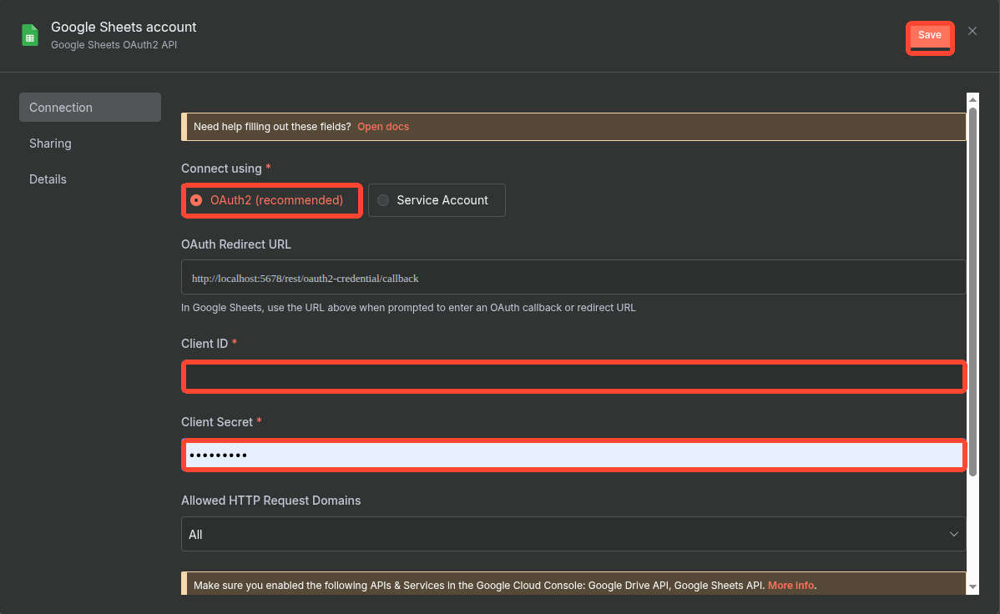 Google Sheets account
Google Sheets OAuth2 API
Save
Connection
Sharing
Details
Need help filling out these fields? Open docs
Connect using *
OAuth2 (recommended)
Service Account
OAuth Redirect URL
http://localhost:5678/rest/oauth2-credential/callback
In Google Sheets, use the URL above when prompted to enter an OAuth callback or redirect URL
Client ID *
Client Secret *
•••••••••
Allowed HTTP Request Domains
All
Make sure you enabled the following APIs & Services in the Google Cloud Console: Google Drive API, Google Sheets API. More info.